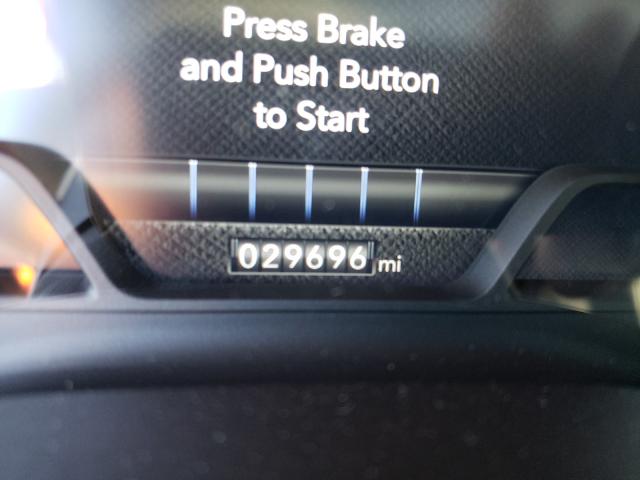 Press Brake
and Push Button
to Start
029696 mi